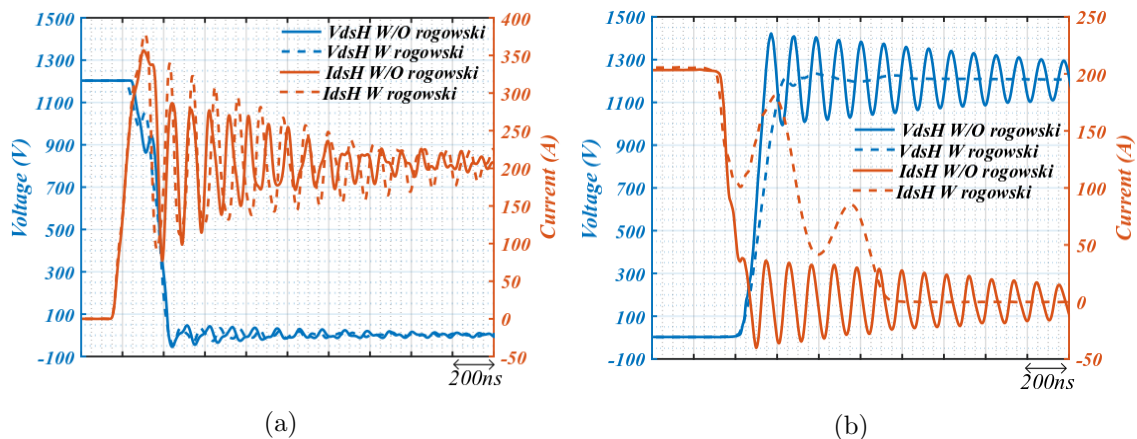 1500
1300
1100
900
700
500
300
100
-100
Voltage (V)
400
350
300
250
200
150
100
50
0
-50
Current (A)
VdsH W/O rogowski
VdsH W rogowski
IdsH W/O rogowski
IdsH W rogowski
200ns
(a)
1500
1300
1100
900
700
500
300
100
-100
Voltage (V)
250
200
150
100
50
0
-50
Current (A)
VdsH W/O rogowski
VdsH W rogowski
IdsH W/O rogowski
IdsH W rogowski
200ns
(b)